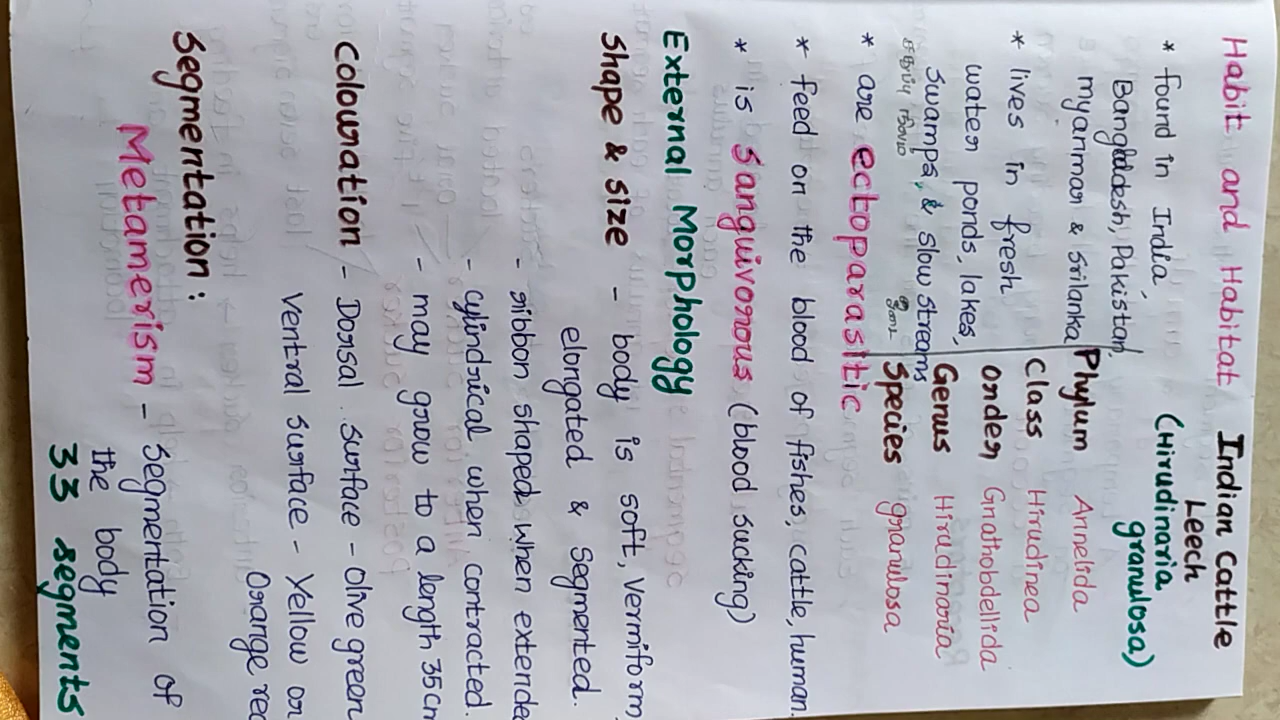 Indian Cattle
Leech
(Hirudinaria
granulosa)
Habit and Habitat
* found in India,
Bangladesh, Pakistan,
myanmar & srilanka
* lives in fresh
water ponds, lakes,
swamps, & slow streams
Phylum Annelida
Class Hirudinea
Order Gnathobdellida
Genus Hirudinaria
Species granulosa
* are ectoparasitic
* feed on the blood of fishes, cattle, human.
* is Sanguivorous (blood sucking)
External Morphology
Shape & size - body is soft, vermiform,
elongated & segmented.
- ribbon shaped when extende
- cylindrical when contracted.
- may grow to a length 35cm
Colouration - Dorsal surface - Olive green
ventral surface - Yellow or
Orange red
Segmentation:
Metamerism - Segmentation of
the body
33 segments